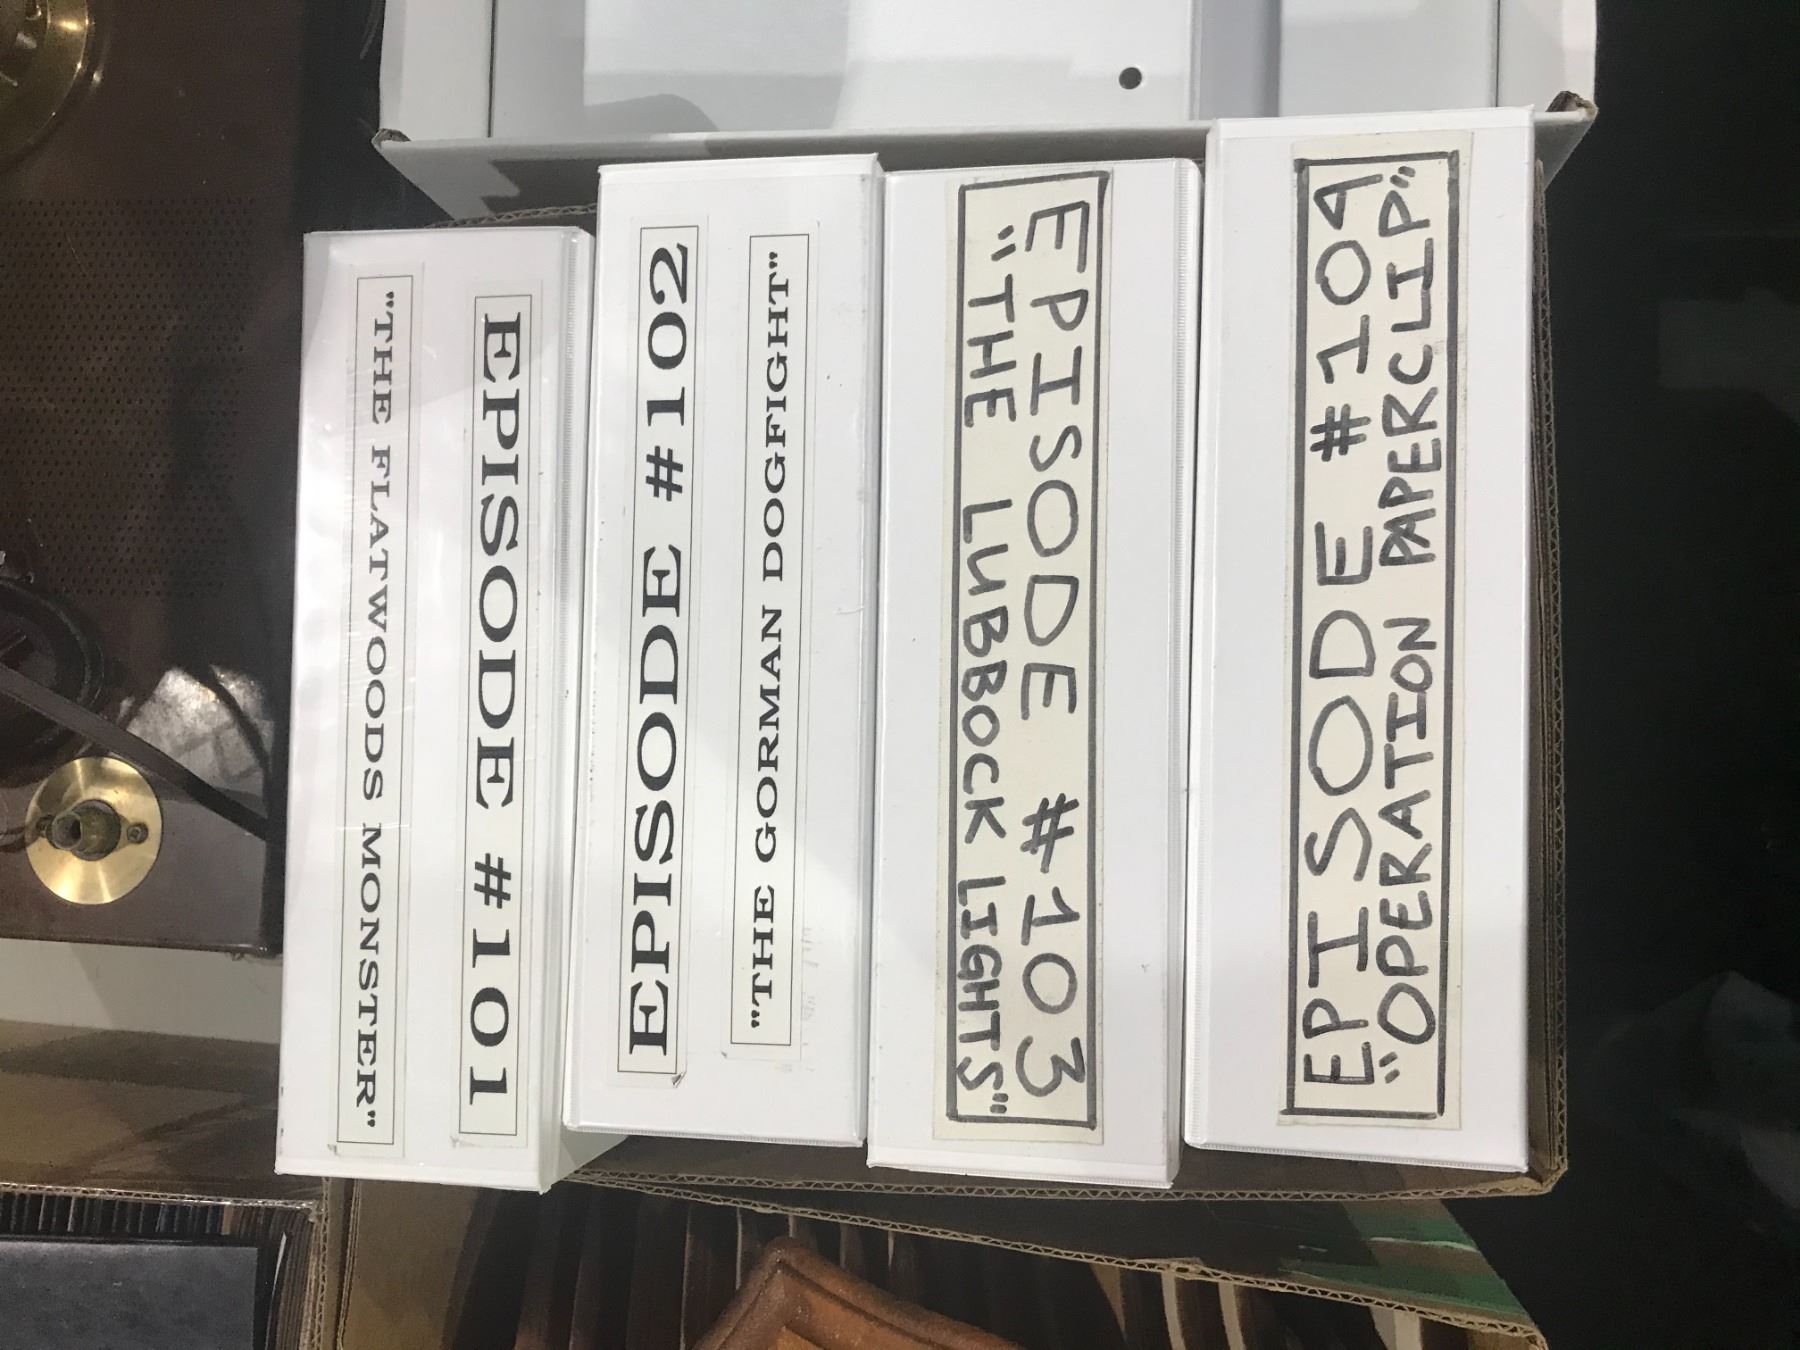 "THE FLATWOODS MONSTER"
EPISODE #101
EPISODE #102
"THE GORMAN DOGFIGHT"
EPISODE #103
"THE LUBBOCK LIGHTS"
EPISODE #104
"OPERATION PAPERCLIP"